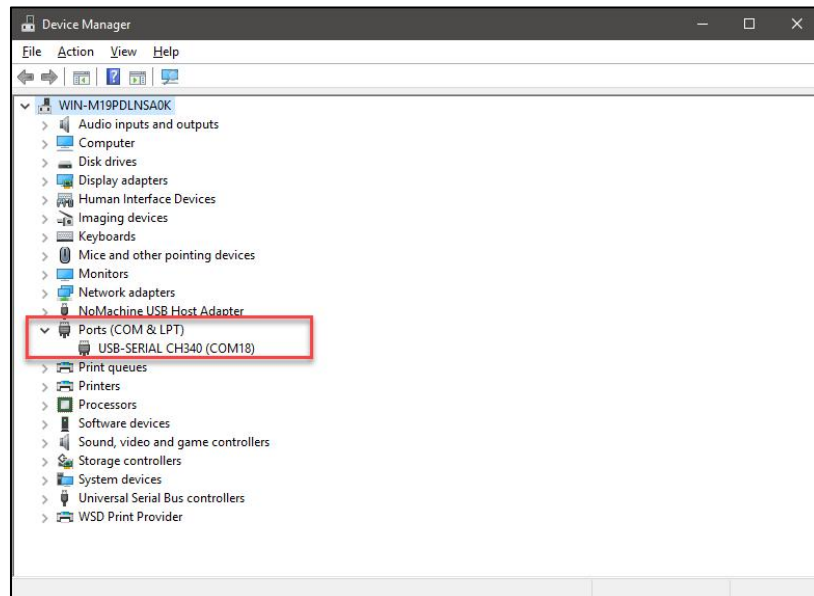 Device Manager
File Action View Help
WIN-M19PDLNSA0K
Audio inputs and outputs
Computer
Disk drives
Display adapters
Human Interface Devices
Imaging devices
Keyboards
Mice and other pointing devices
Monitors
Network adapters
NoMachine USB Host Adapter
Ports (COM & LPT)
USB-SERIAL CH340 (COM18)
Print queues
Printers
Processors
Software devices
Sound, video and game controllers
Storage controllers
System devices
Universal Serial Bus controllers
WSD Print Provider